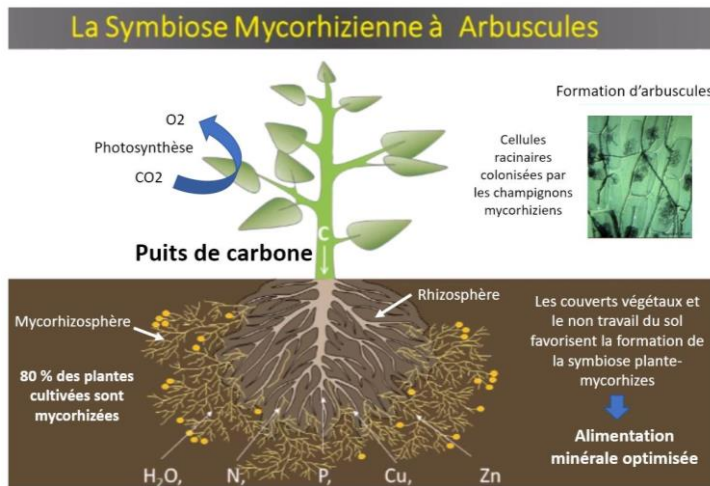 La Symbiose Mycorhizienne à Arbuscules
O2
Photosynthèse
CO2
Formation d'arbuscules
Cellules
racinaires
colonisées par
les champignons
mycorhiziens
C
Puits de carbone
Rhizosphère
Mycorhizosphère
80 % des plantes
cultivées sont
mycorhizées
Les couverts végétaux et
le non travail du sol
favorisent la formation de
la symbiose plante-
mycorhizes
Alimentation
minérale optimisée
H₂O, N, P, Cu, Zn